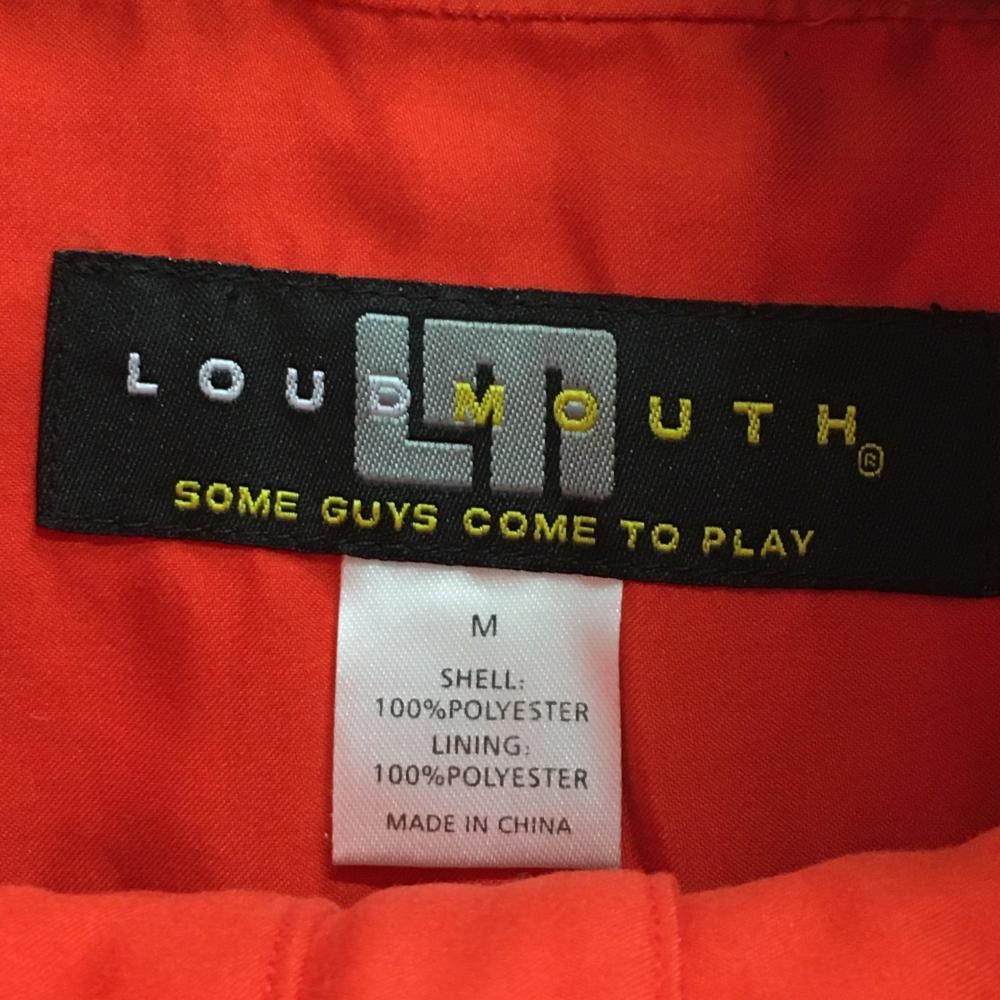 LOUDMOUTH®
SOME GUYS COME TO PLAY
M
SHELL:
100%POLYESTER
LINING:
100%POLYESTER
MADE IN CHINA